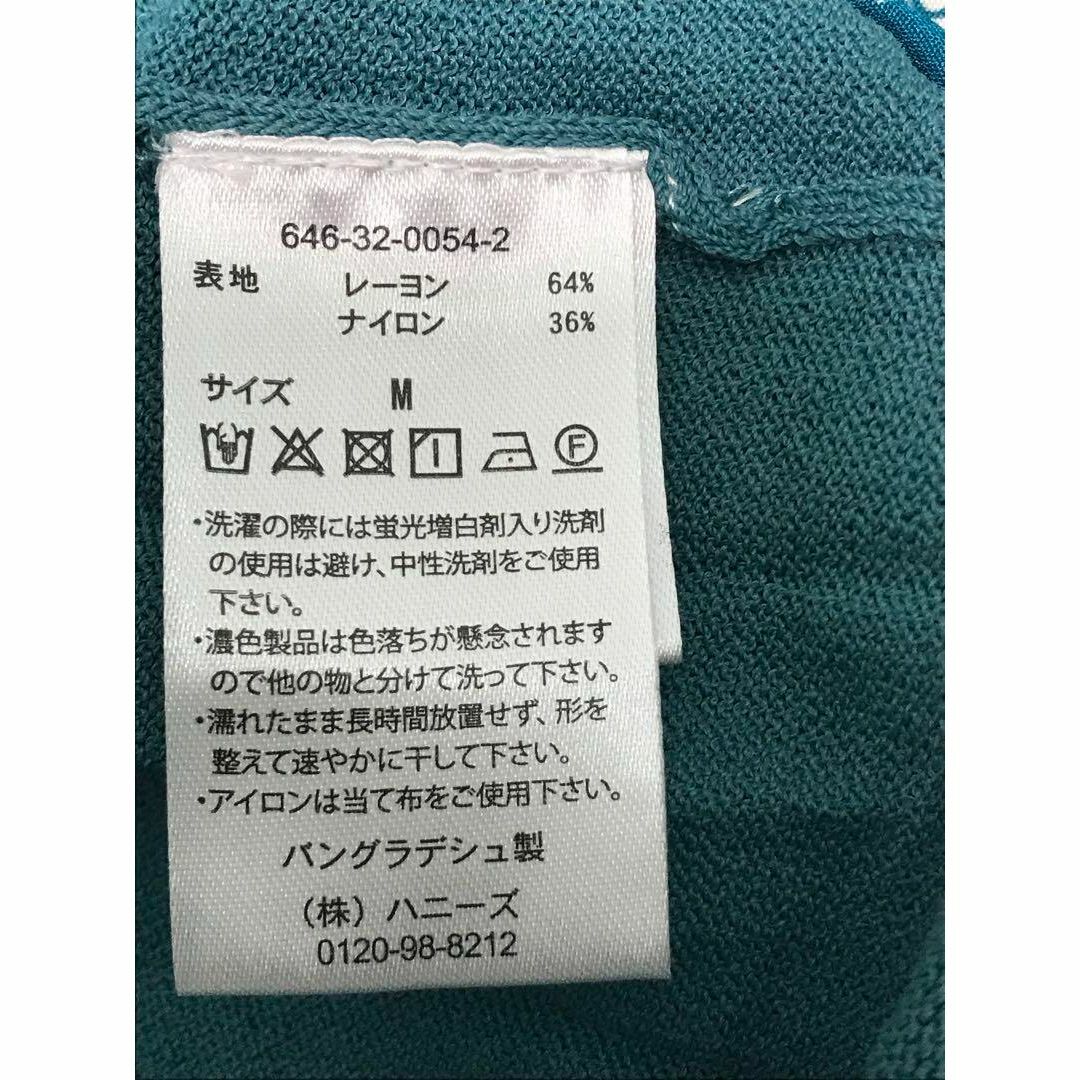 646-32-0054-2
表地 レーヨン 64%
ナイロン 36%
サイズ M
F
・洗濯の際には蛍光増白剤入り洗剤
の使用は避け、中性洗剤をご使用
下さい。
・濃色製品は色落ちが懸念されます
ので他の物と分けて洗って下さい。
・濡れたまま長時間放置せず、形を
整えて速やかに干して下さい。
・アイロンは当て布をご使用下さい。
バングラデシュ製
（株）ハニーズ
0120-98-8212